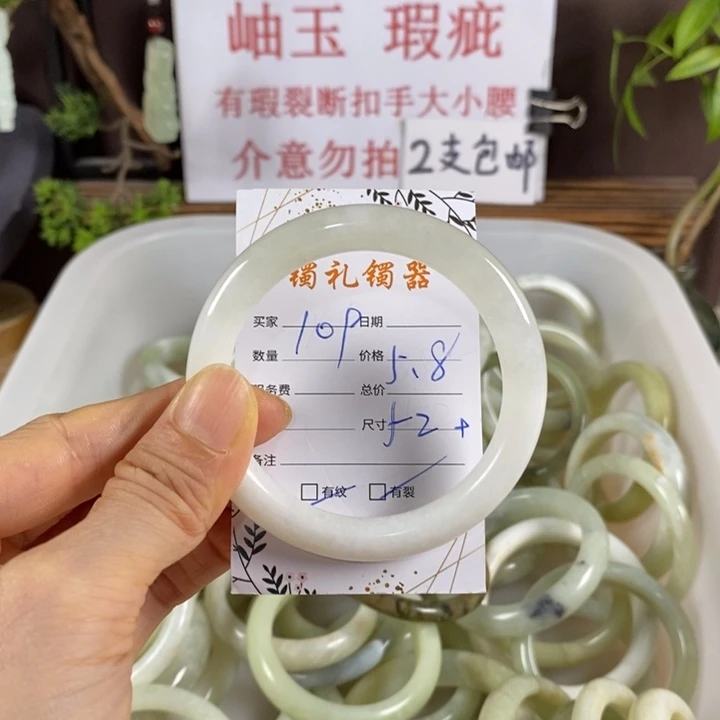 岫玉 瑕疵
有瑕裂断扣手大小腰
介意勿拍 2支包邮
镯礼镯器
买家 109 日期
数量 价格 5.8
服务费 总价
尺寸 52+
备注
有纹 有裂